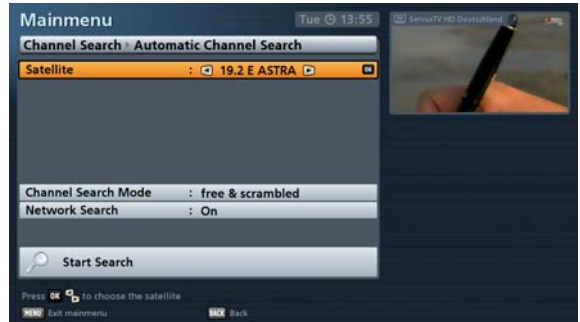 Mainmenu
Tue 13:55
ServusTV HD Deutschland
Channel Search › Automatic Channel Search
Satellite : 19.2 E ASTRA OK
Channel Search Mode : free & scrambled
Network Search : On
Start Search
Press OK to choose the satellite
MENU Exit mainmenu BACK Back